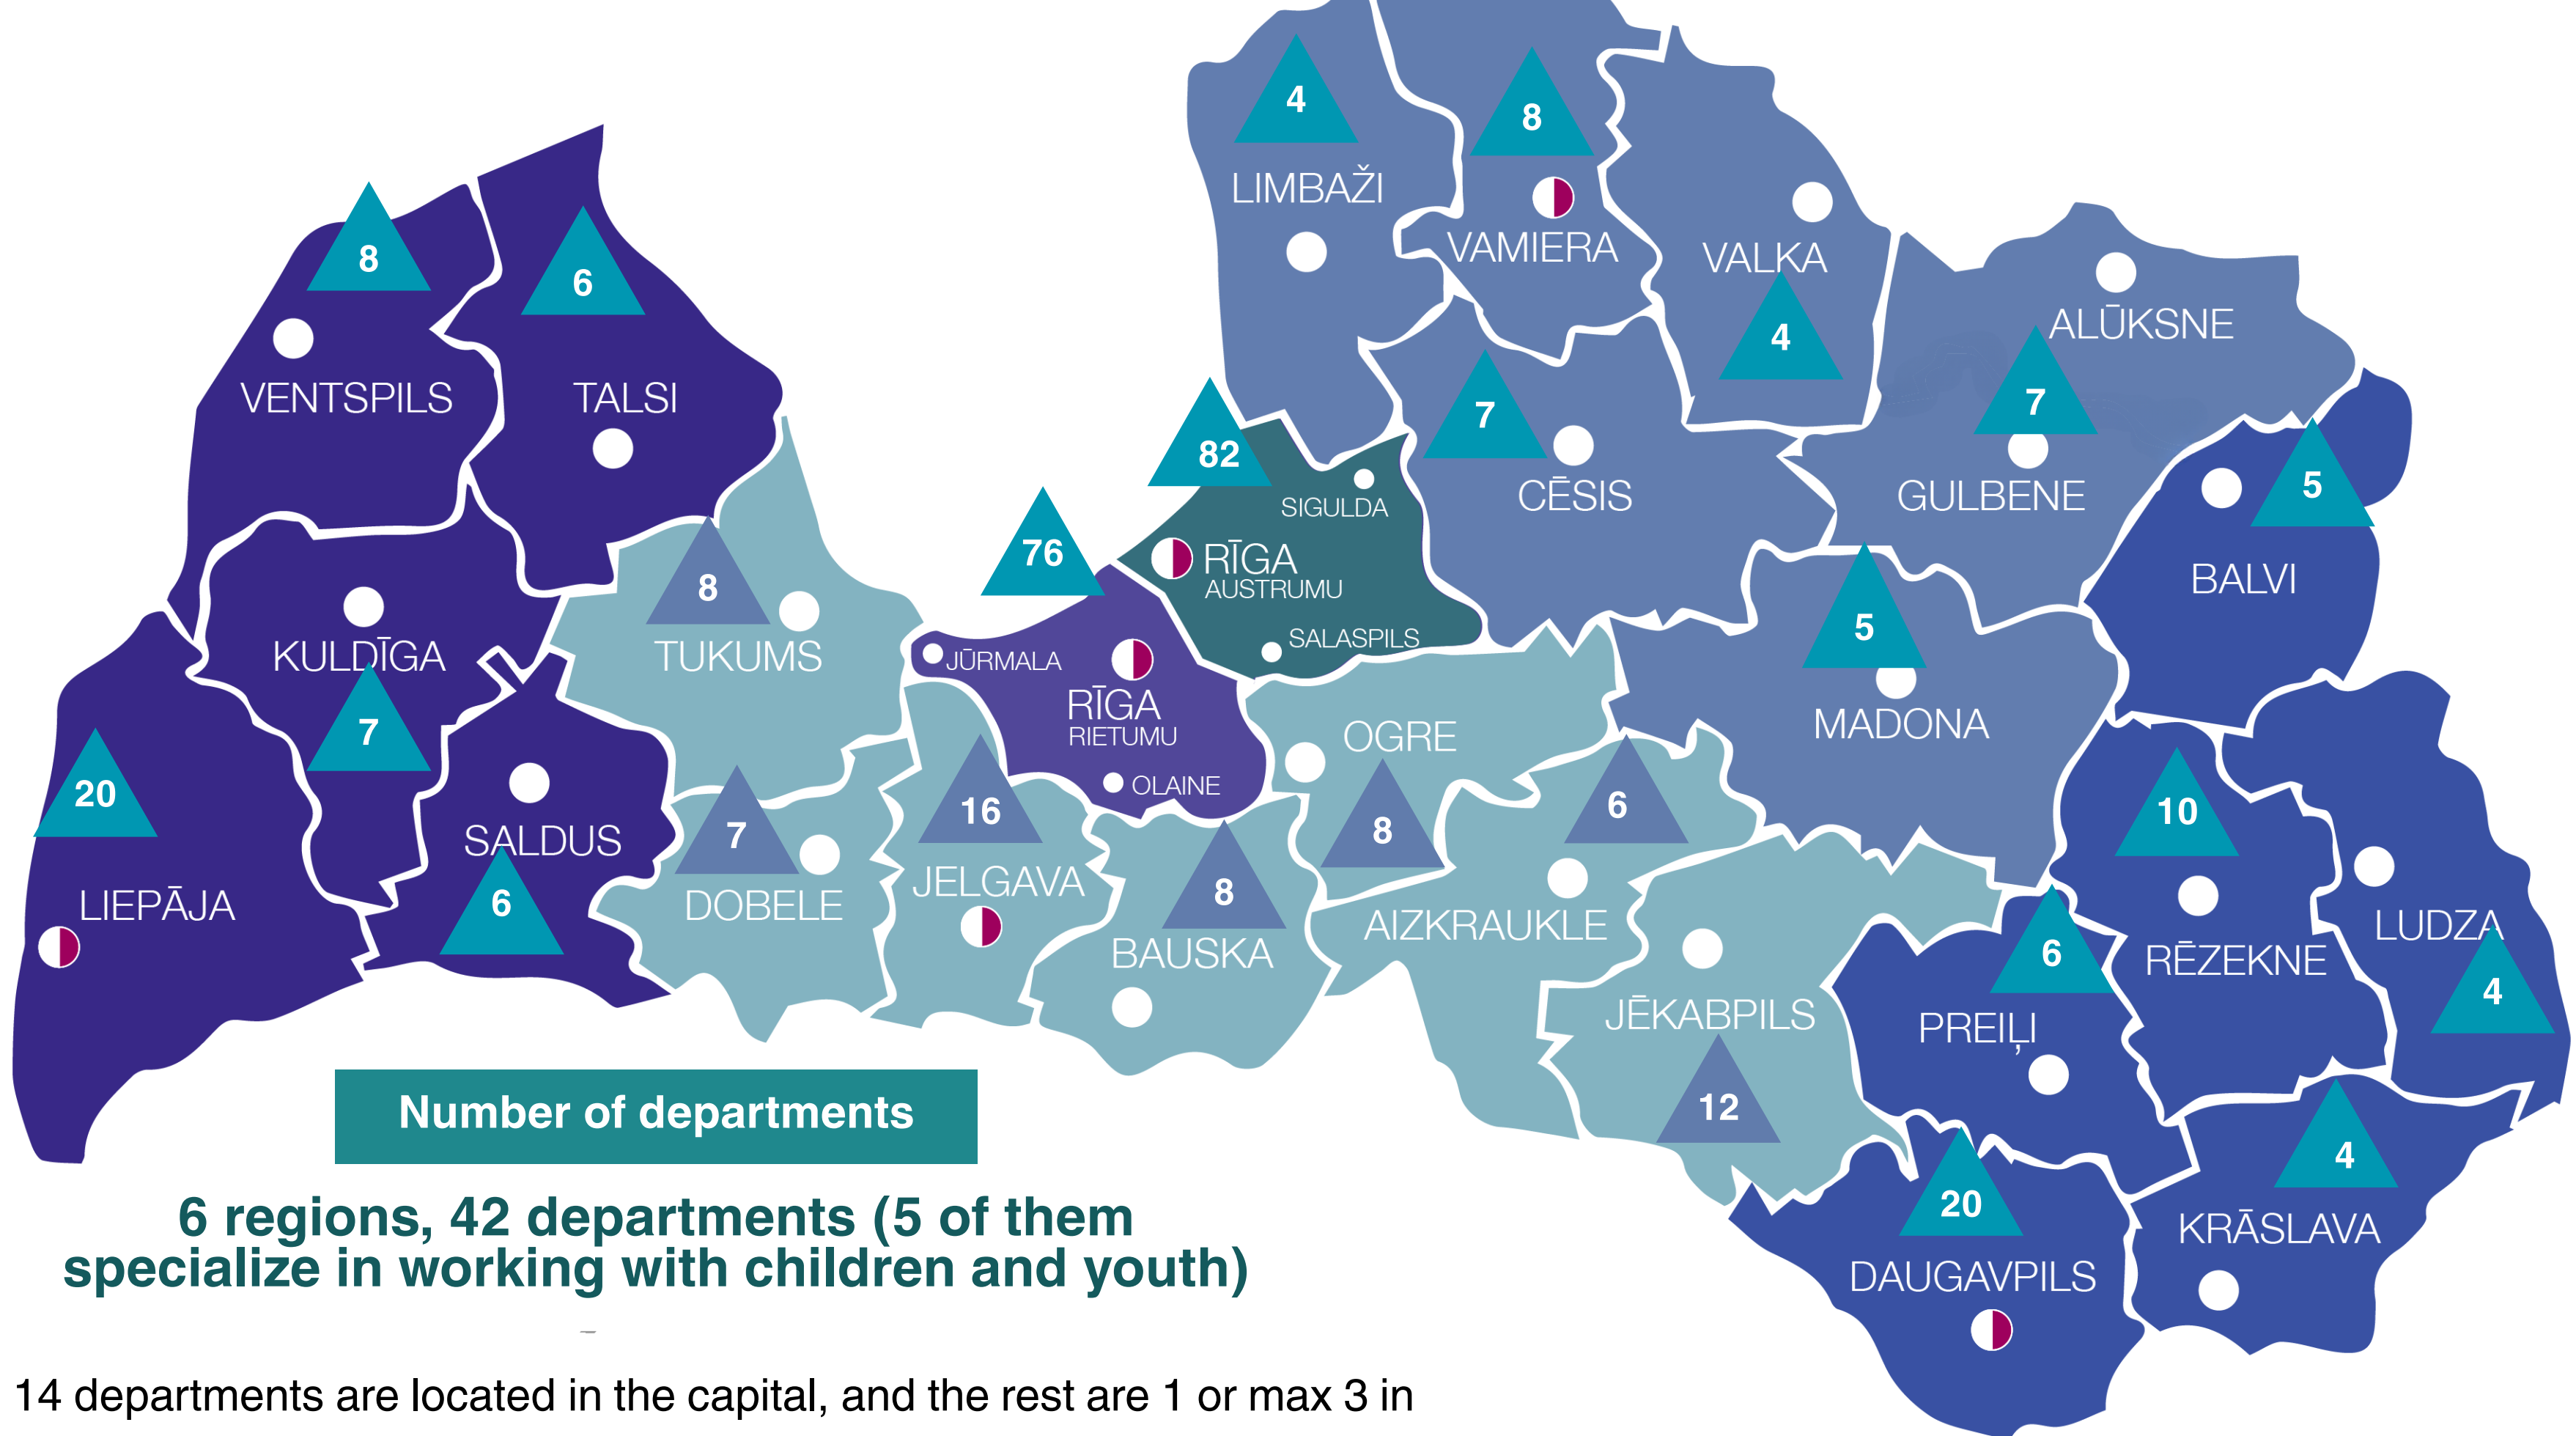 4
8
LIMBAŽI
VAMIERA
VALKA
4
8
6
ALŪKSNE
7
VENTSPILS
TALSI
82
7
SIGULDA
CĒSIS
GULBENE
5
76
RĪGA
AUSTRUMU
BALVI
8
5
SALASPILS
KULDĪGA
TUKUMS
JŪRMALA
RĪGA
RIETUMU
OGRE
MADONA
7
20
OLAINE
16
6
10
SALDUS
7
8
6
JELGAVA
8
LIEPĀJA
DOBELE
AIZKRAUKLE
LUDZA
BAUSKA
6
RĒZEKNE
4
JĒKABPILS
PREIĻI
12
Number of departments
4
20
6 regions, 42 departments (5 of them
specialize in working with children and youth)
KRĀSLAVA
DAUGAVPILS
14 departments are located in the capital, and the rest are 1 or max 3 in